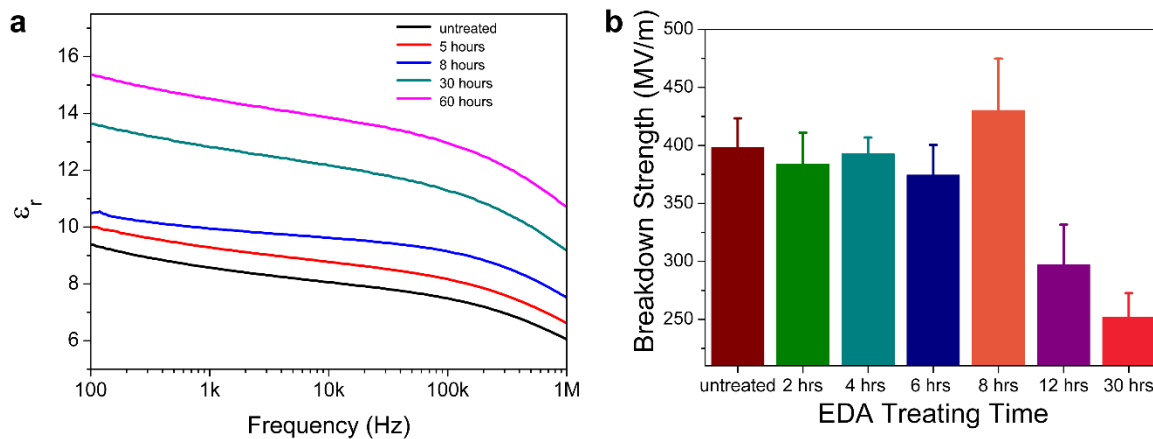 a
untreated
5 hours
8 hours
30 hours
60 hours
16
14
12
10
8
6
εr
100 1k 10k 100k 1M
Frequency (Hz)
b
500
450
400
350
300
250
Breakdown Strength (MV/m)
untreated 2 hrs 4 hrs 6 hrs 8 hrs 12 hrs 30 hrs
EDA Treating Time